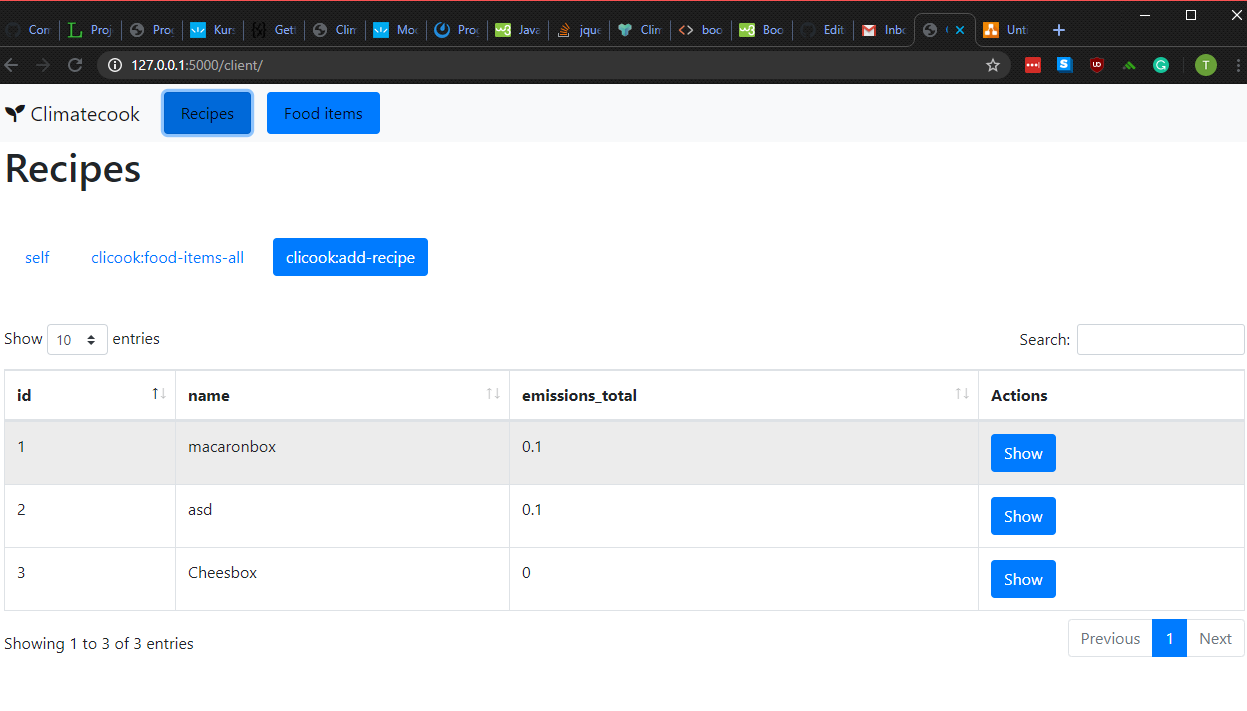 Con Proj Proc Kurs Gett Clim Moo Prog Java jque Clim boo Boo Edit Inbo Unti
127.0.0.1:5000/client/
T
Climatecook Recipes Food items
Recipes
self clicook:food-items-all clicook:add-recipe
Show 10 entries Search:
id name emissions_total Actions
1 macaronbox 0.1 Show
2 asd 0.1 Show
3 Cheesbox 0 Show
Showing 1 to 3 of 3 entries Previous 1 Next